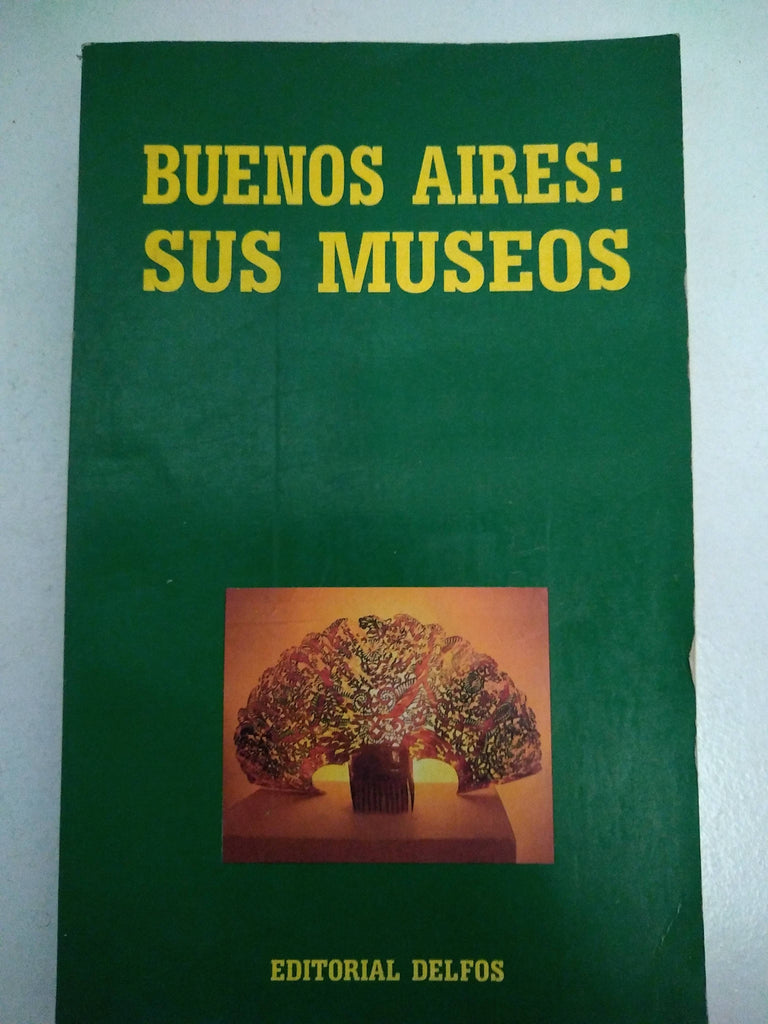 BUENOS AIRES:
SUS MUSEOS
EDITORIAL DELFOS